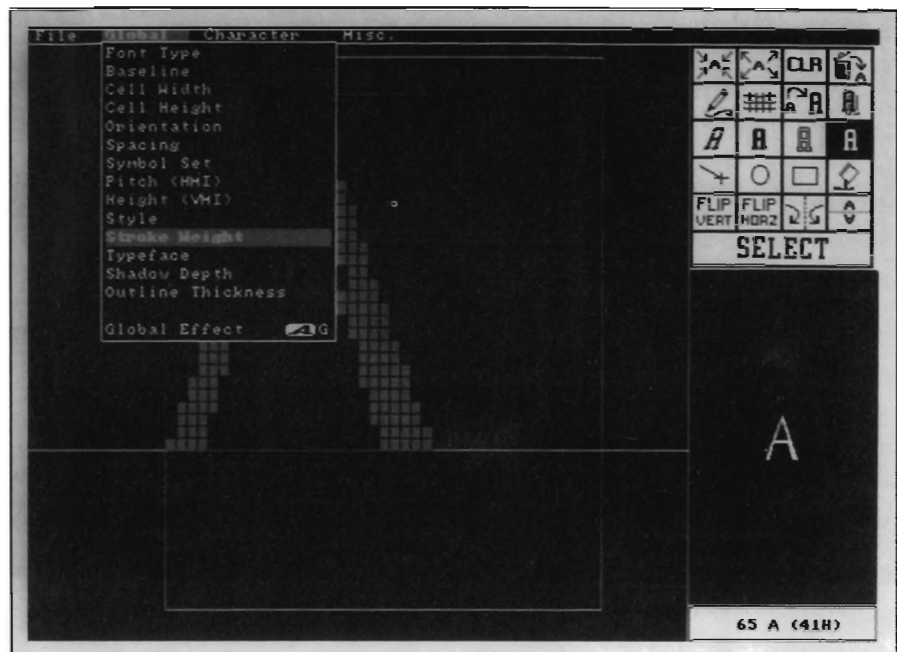 File Global Character Misc.
Font Type
Baseline
Cell Width
Cell Height
Orientation
Spacing
Symbol Set
Pitch (HMI)
Height (VMI)
Style
Stroke Weight
Typeface
Shadow Depth
Outline Thickness
Global Effect A G
A CLR A
A A
A A A A
FLIP VERT FLIP HORZ
SELECT
A
65 A (41H)